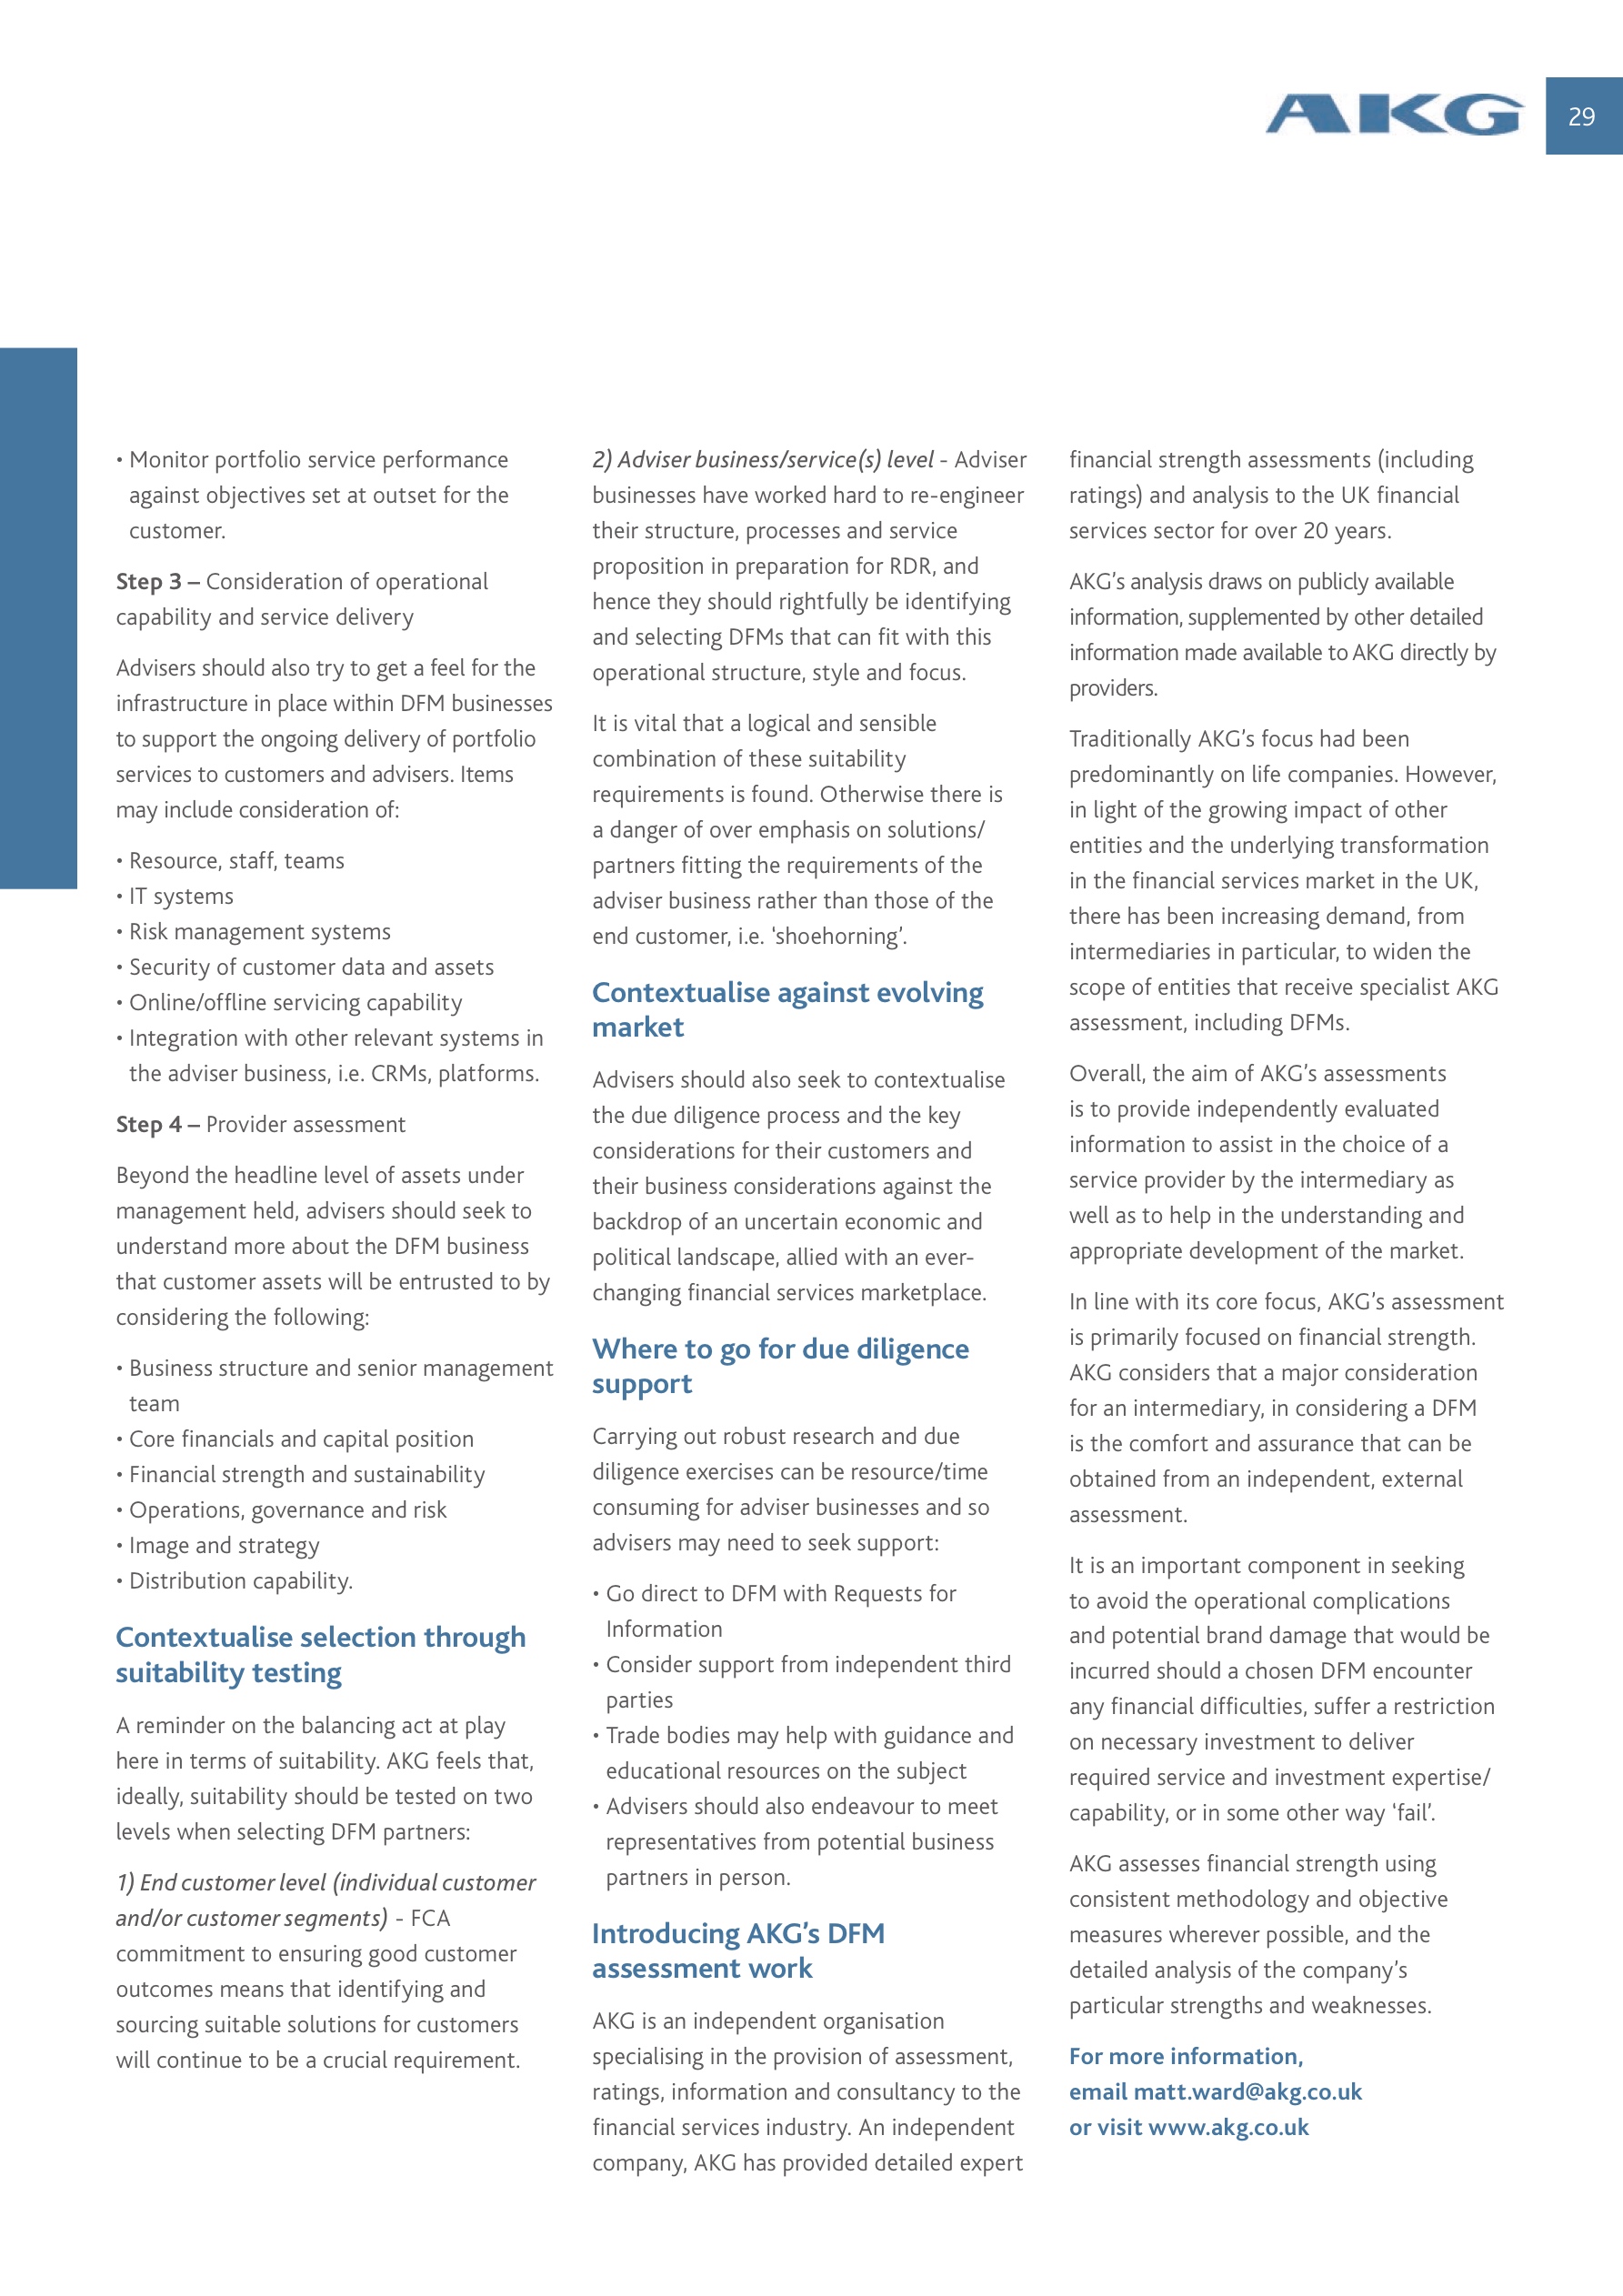 AKG
29
• Monitor portfolio service performance
against objectives set at outset for the
customer.
Step 3 – Consideration of operational
capability and service delivery
Advisers should also try to get a feel for the
infrastructure in place within DFM businesses
to support the ongoing delivery of portfolio
services to customers and advisers. Items
may include consideration of:
• Resource, staff, teams
• IT systems
• Risk management systems
• Security of customer data and assets
• Online/offline servicing capability
• Integration with other relevant systems in
the adviser business, i.e. CRMs, platforms.
Step 4 – Provider assessment
Beyond the headline level of assets under
management held, advisers should seek to
understand more about the DFM business
that customer assets will be entrusted to by
considering the following:
• Business structure and senior management
team
• Core financials and capital position
• Financial strength and sustainability
• Operations, governance and risk
• Image and strategy
• Distribution capability.
Contextualise selection through
suitability testing
A reminder on the balancing act at play
here in terms of suitability. AKG feels that,
ideally, suitability should be tested on two
levels when selecting DFM partners:
1) End customer level (individual customer
and/or customer segments) - FCA
commitment to ensuring good customer
outcomes means that identifying and
sourcing suitable solutions for customers
will continue to be a crucial requirement.
2) Adviser business/service(s) level - Adviser
businesses have worked hard to re-engineer
their structure, processes and service
proposition in preparation for RDR, and
hence they should rightfully be identifying
and selecting DFMs that can fit with this
operational structure, style and focus.
It is vital that a logical and sensible
combination of these suitability
requirements is found. Otherwise there is
a danger of over emphasis on solutions/
partners fitting the requirements of the
adviser business rather than those of the
end customer, i.e. ‘shoehorning’.
Contextualise against evolving
market
Advisers should also seek to contextualise
the due diligence process and the key
considerations for their customers and
their business considerations against the
backdrop of an uncertain economic and
political landscape, allied with an ever-
changing financial services marketplace.
Where to go for due diligence
support
Carrying out robust research and due
diligence exercises can be resource/time
consuming for adviser businesses and so
advisers may need to seek support:
• Go direct to DFM with Requests for
Information
• Consider support from independent third
parties
• Trade bodies may help with guidance and
educational resources on the subject
• Advisers should also endeavour to meet
representatives from potential business
partners in person.
Introducing AKG’s DFM
assessment work
AKG is an independent organisation
specialising in the provision of assessment,
ratings, information and consultancy to the
financial services industry. An independent
company, AKG has provided detailed expert
financial strength assessments (including
ratings) and analysis to the UK financial
services sector for over 20 years.
AKG’s analysis draws on publicly available
information, supplemented by other detailed
information made available to AKG directly by
providers.
Traditionally AKG’s focus had been
predominantly on life companies. However,
in light of the growing impact of other
entities and the underlying transformation
in the financial services market in the UK,
there has been increasing demand, from
intermediaries in particular, to widen the
scope of entities that receive specialist AKG
assessment, including DFMs.
Overall, the aim of AKG’s assessments
is to provide independently evaluated
information to assist in the choice of a
service provider by the intermediary as
well as to help in the understanding and
appropriate development of the market.
In line with its core focus, AKG’s assessment
is primarily focused on financial strength.
AKG considers that a major consideration
for an intermediary, in considering a DFM
is the comfort and assurance that can be
obtained from an independent, external
assessment.
It is an important component in seeking
to avoid the operational complications
and potential brand damage that would be
incurred should a chosen DFM encounter
any financial difficulties, suffer a restriction
on necessary investment to deliver
required service and investment expertise/
capability, or in some other way ‘fail’.
AKG assesses financial strength using
consistent methodology and objective
measures wherever possible, and the
detailed analysis of the company’s
particular strengths and weaknesses.
For more information,
email matt.ward@akg.co.uk
or visit www.akg.co.uk